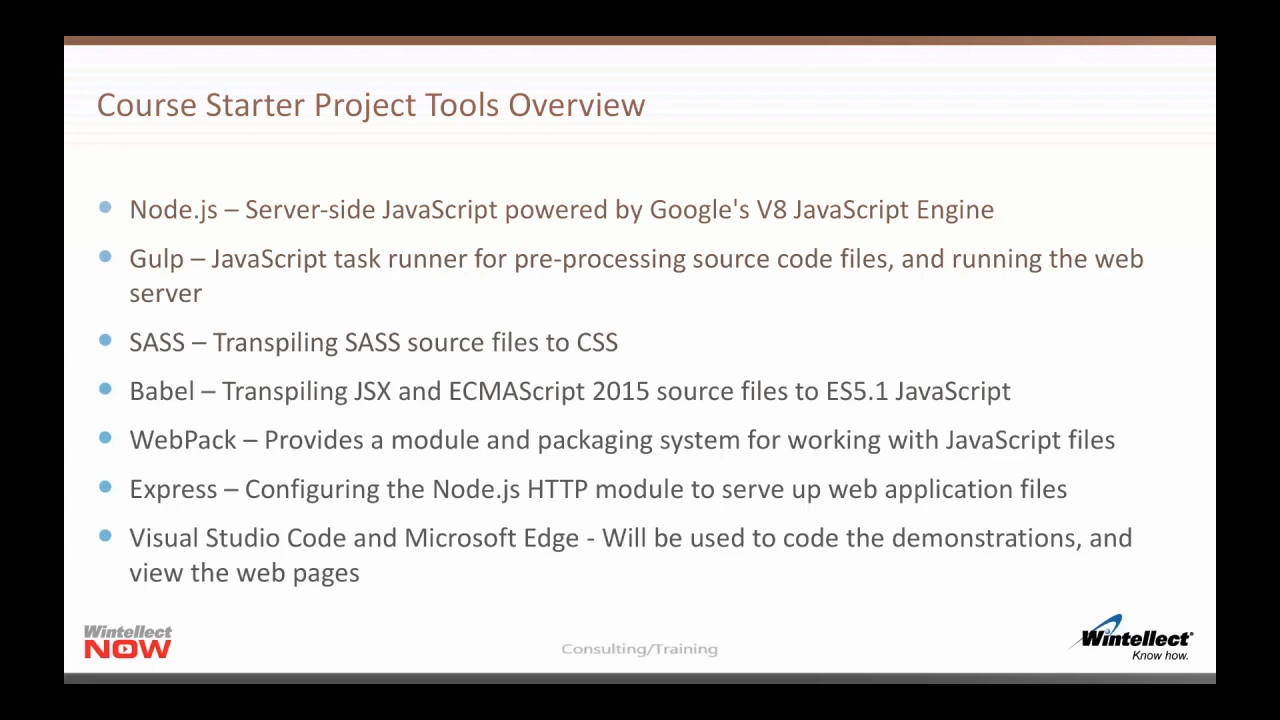 Course Starter Project Tools Overview
Node.js – Server-side JavaScript powered by Google's V8 JavaScript Engine
Gulp – JavaScript task runner for pre-processing source code files, and running the web
server
SASS – Transpiling SASS source files to CSS
Babel – Transpiling JSX and ECMAScript 2015 source files to ES5.1 JavaScript
WebPack – Provides a module and packaging system for working with JavaScript files
Express – Configuring the Node.js HTTP module to serve up web application files
Visual Studio Code and Microsoft Edge - Will be used to code the demonstrations, and
view the web pages
Wintellect
NOW
Consulting/Training
Wintellect®
Know how.